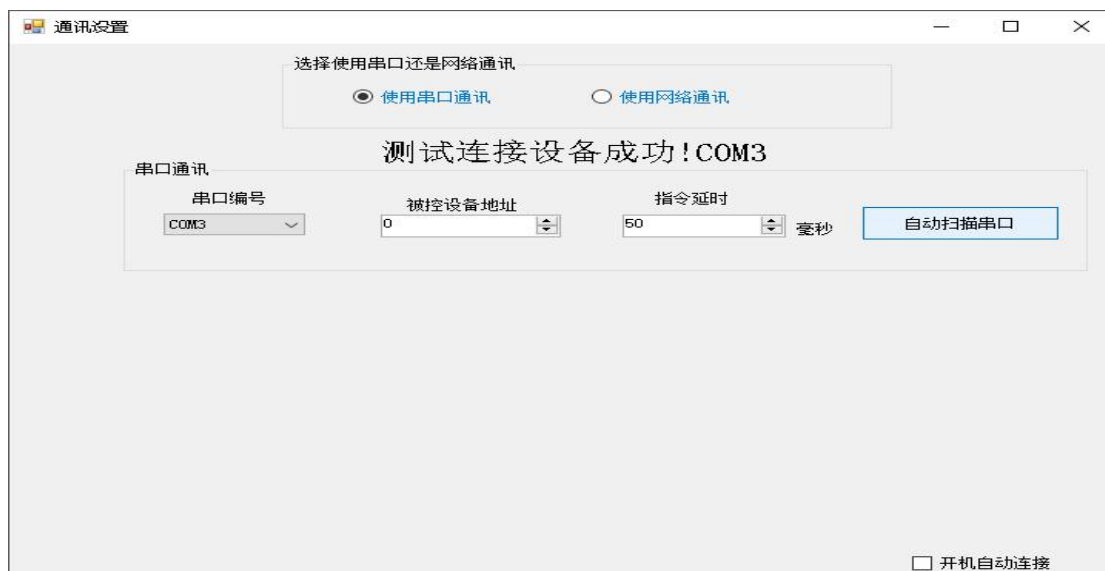 通讯设置
选择使用串口还是网络通讯
使用串口通讯 使用网络通讯
测试连接设备成功!COM3
串口通讯
串口编号 被控设备地址 指令延时
COM3 0 50 毫秒 自动扫描串口
开机自动连接